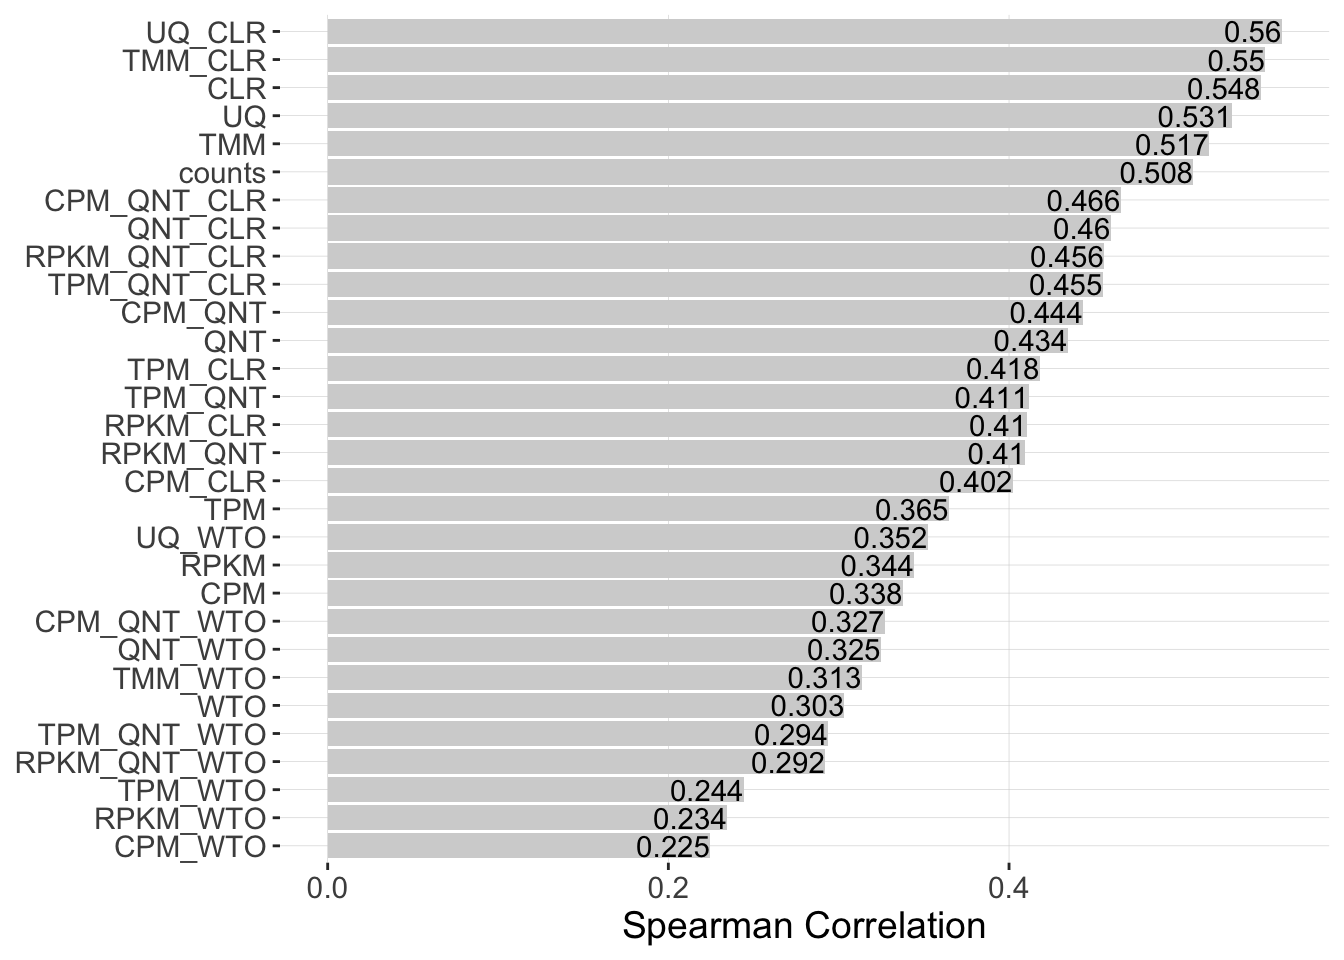 UQ_CLR 0.56
TMM_CLR 0.55
CLR 0.548
UQ 0.531
TMM 0.517
counts 0.508
CPM_QNT_CLR 0.466
QNT_CLR 0.46
RPKM_QNT_CLR 0.456
TPM_QNT_CLR 0.455
CPM_QNT 0.444
QNT 0.434
TPM_CLR 0.418
TPM_QNT 0.411
RPKM_CLR 0.41
RPKM_QNT 0.41
CPM_CLR 0.402
TPM 0.365
UQ_WTO 0.352
RPKM 0.344
CPM 0.338
CPM_QNT_WTO 0.327
QNT_WTO 0.325
TMM_WTO 0.313
WTO 0.303
TPM_QNT_WTO 0.294
RPKM_QNT_WTO 0.292
TPM_WTO 0.244
RPKM_WTO 0.234
CPM_WTO 0.225
0.0 0.2 0.4
Spearman Correlation